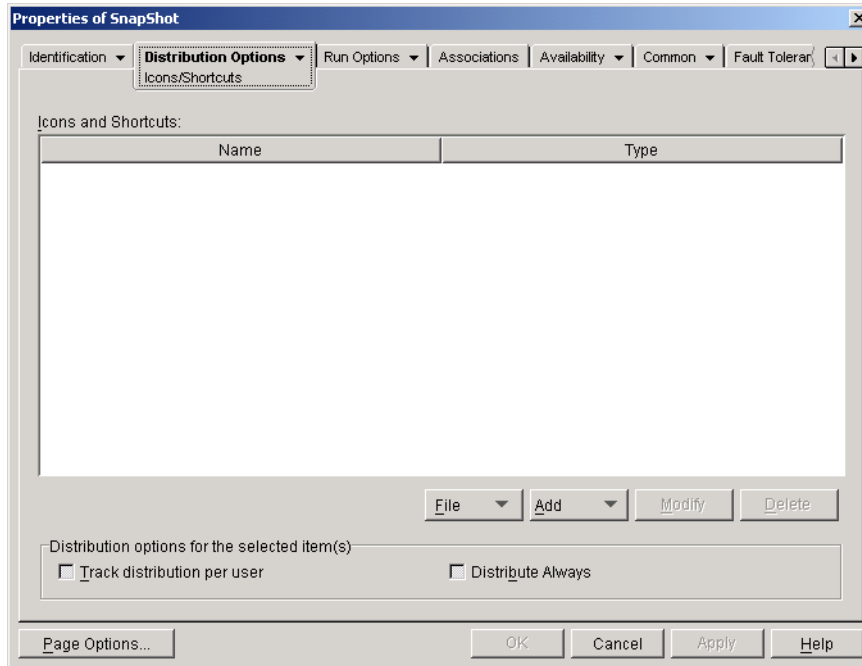 Properties of SnapShot
Identification Distribution Options Run Options Associations Availability Common Fault
Icons/Shortcuts
Icons and Shortcuts:
Name Type
File Add Modify Delete
Distribution options for the selected item(s)
Track distribution per user Distribute Always
Page Options... OK Cancel Apply Help